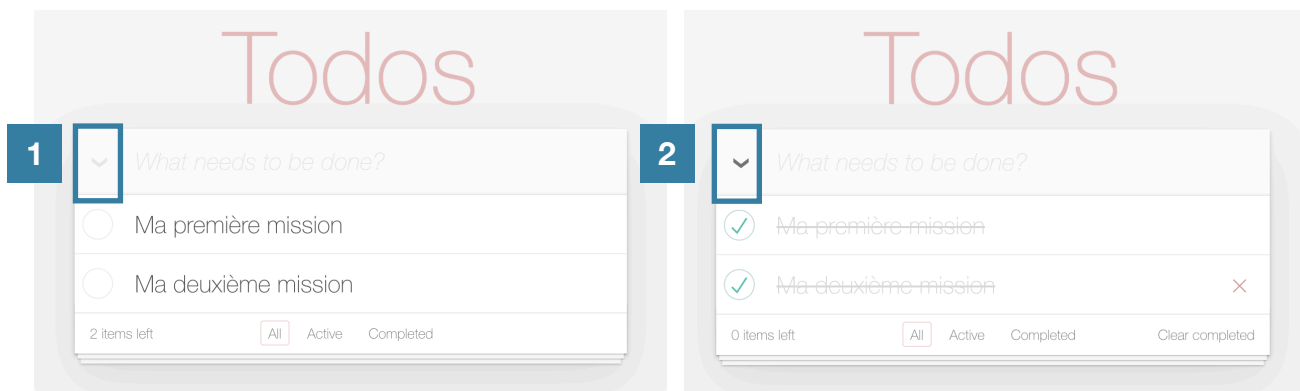 Todos
1
What needs to be done?
Ma première mission
Ma deuxième mission
2 items left All Active Completed
Todos
2
What needs to be done?
Ma première mission
Ma deuxième mission
0 items left All Active Completed Clear completed